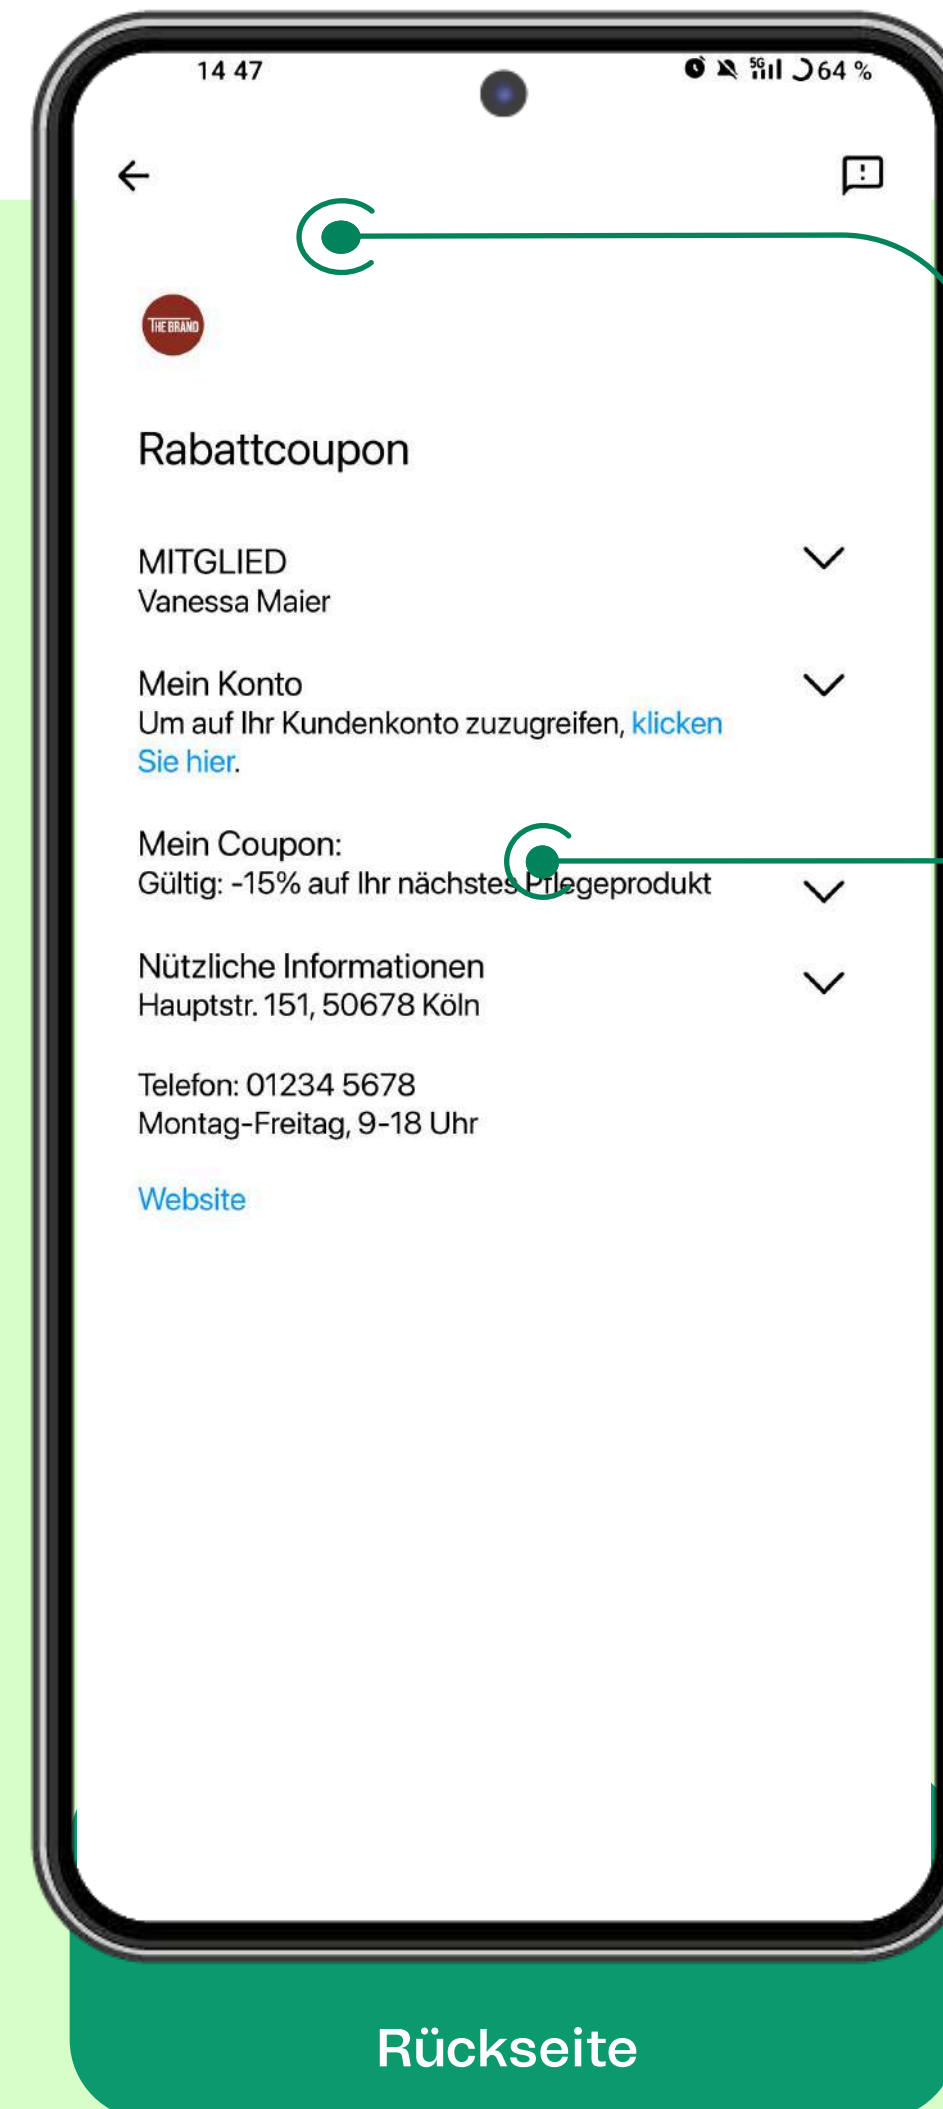 14 47
5G 64 %
THE BRAND
Rabattcoupon
MITGLIED
Vanessa Maier
Mein Konto
Um auf Ihr Kundenkonto zuzugreifen, klicken
Sie hier.
Mein Coupon:
Gültig: -15% auf Ihr nächstes Pflegeprodukt
Nützliche Informationen
Hauptstr. 151, 50678 Köln
Telefon: 01234 5678
Montag-Freitag, 9-18 Uhr
Website
Rückseite